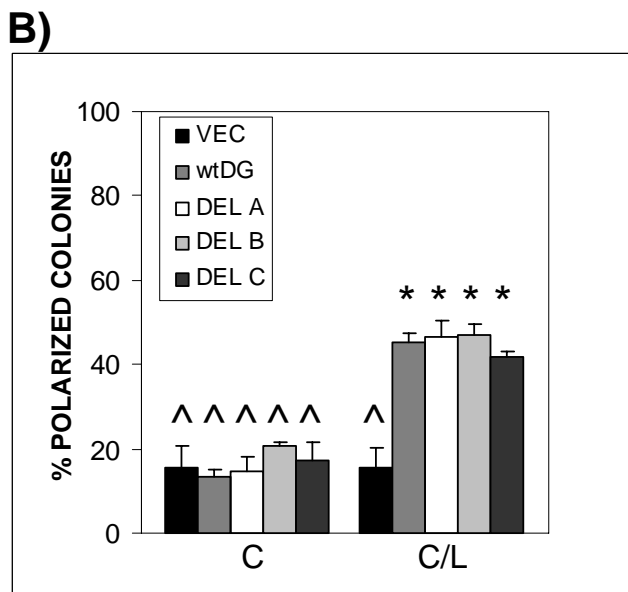 B)
% POLARIZED COLONIES
100
80
60
40
20
0
VEC
wtDG
DEL A
DEL B
DEL C
* * * *
^ ^ ^ ^ ^ ^
C C/L